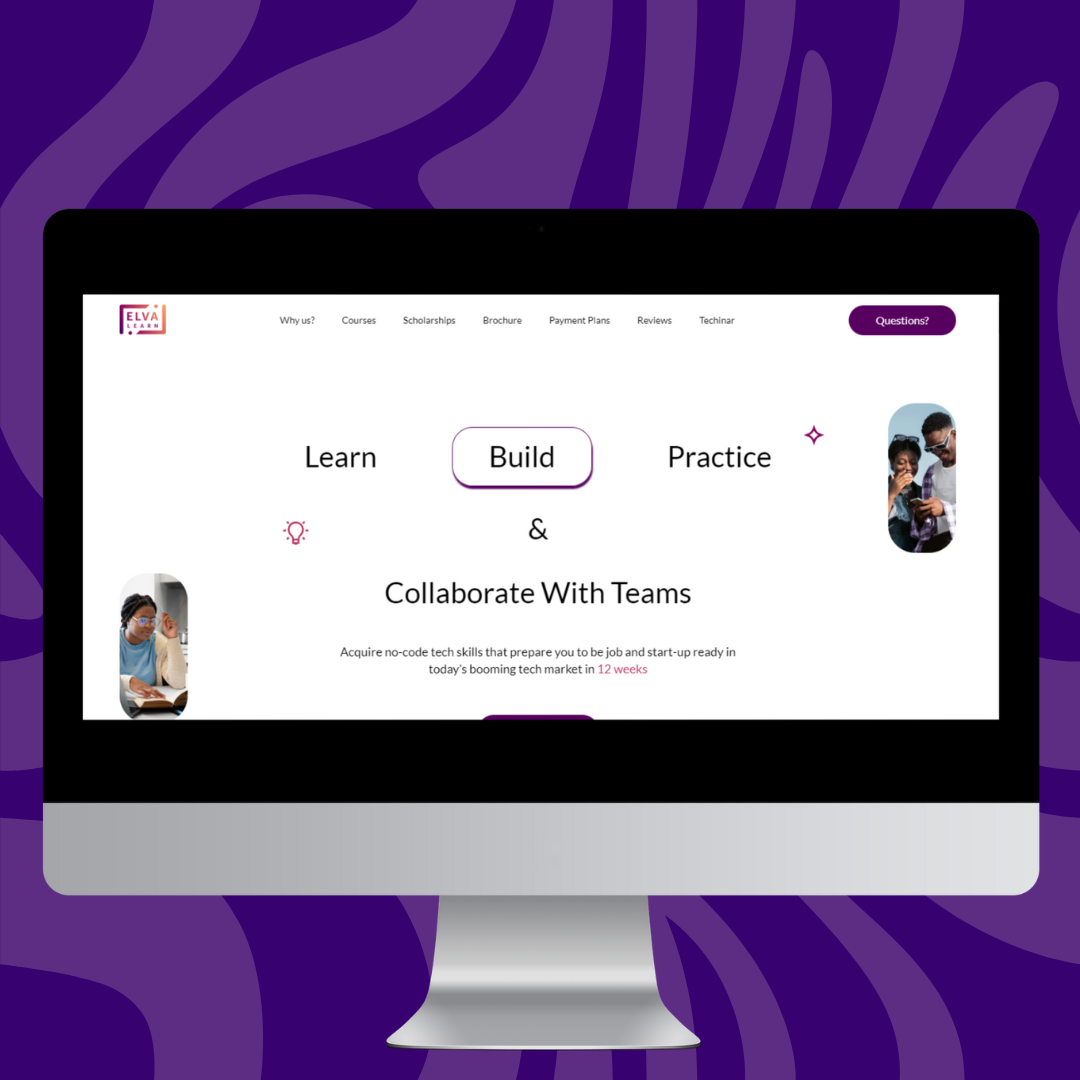 ELVA
LEARN
Why us? Courses Scholarships Brochure Payment Plans Reviews Techinar
Questions?
Learn Build Practice
&
Collaborate With Teams
Acquire no-code tech skills that prepare you to be job and start-up ready in
today's booming tech market in 12 weeks